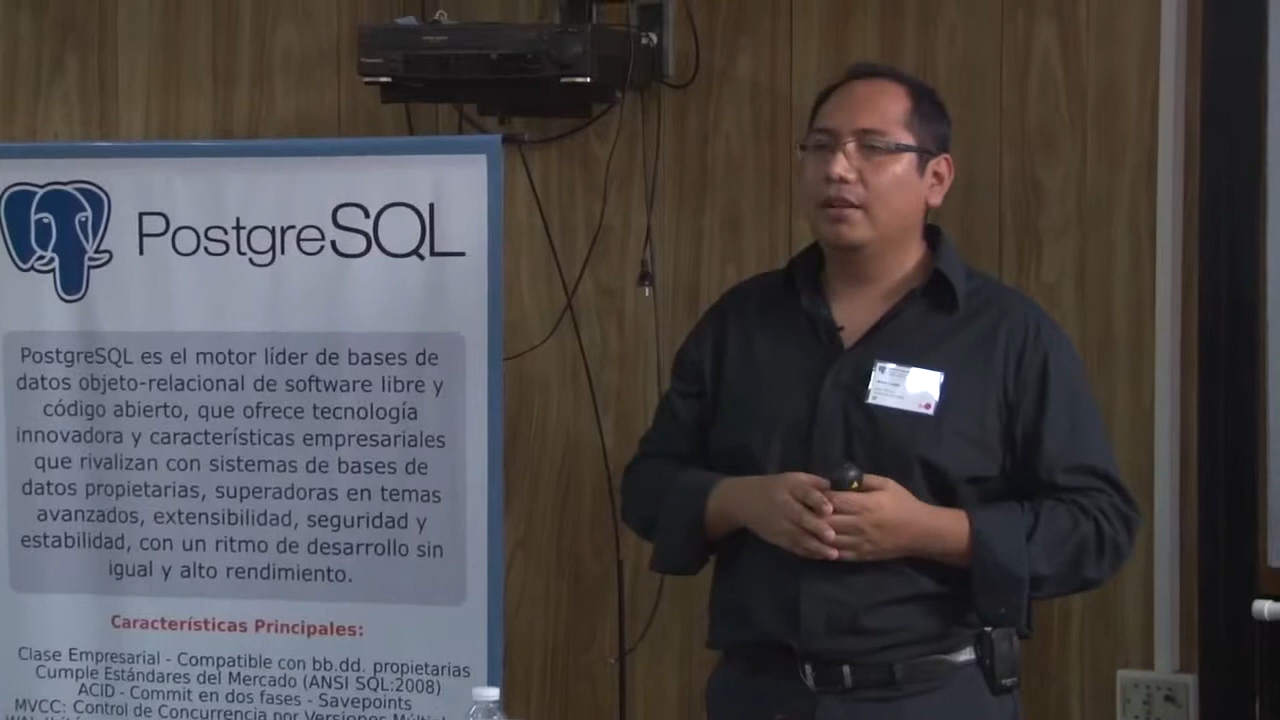 PostgreSQL
PostgreSQL es el motor líder de bases de
datos objeto-relacional de software libre y
código abierto, que ofrece tecnología
innovadora y características empresariales
que rivalizan con sistemas de bases de
datos propietarias, superadoras en temas
avanzados, extensibilidad, seguridad y
estabilidad, con un ritmo de desarrollo sin
igual y alto rendimiento.
Características Principales:
Clase Empresarial - Compatible con bb.dd. propietarias
Cumple Estándares del Mercado (ANSI SQL:2008)
ACID - Commit en dos fases - Savepoints
MVCC: Control de Concurrencia por Versiones